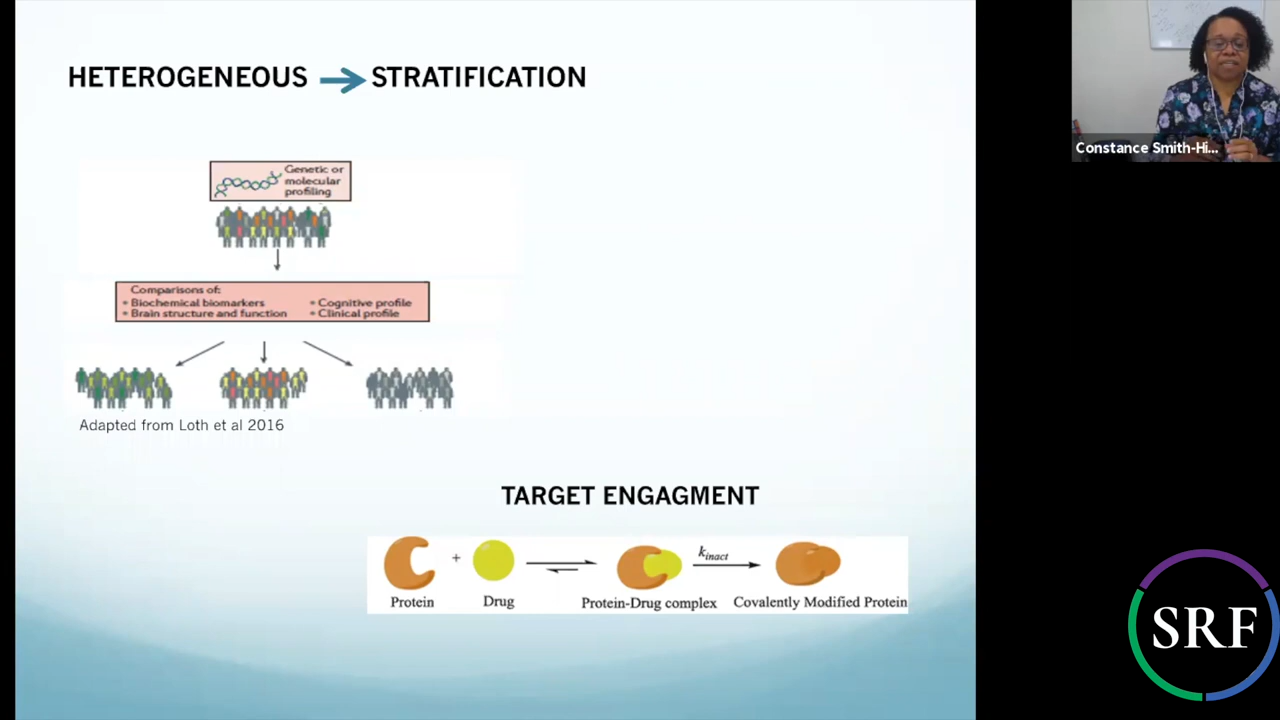 HETEROGENEOUS STRATIFICATION
Genetic or
molecular
profiling
Comparisons of:
• Biochemical biomarkers
• Brain structure and function
• Cognitive profile
• Clinical profile
Adapted from Loth et al 2016
TARGET ENGAGMENT
+
k inact
Protein
Drug
Protein-Drug complex
Covalently Modified Protein
Constance Smith-Hi...
SRF